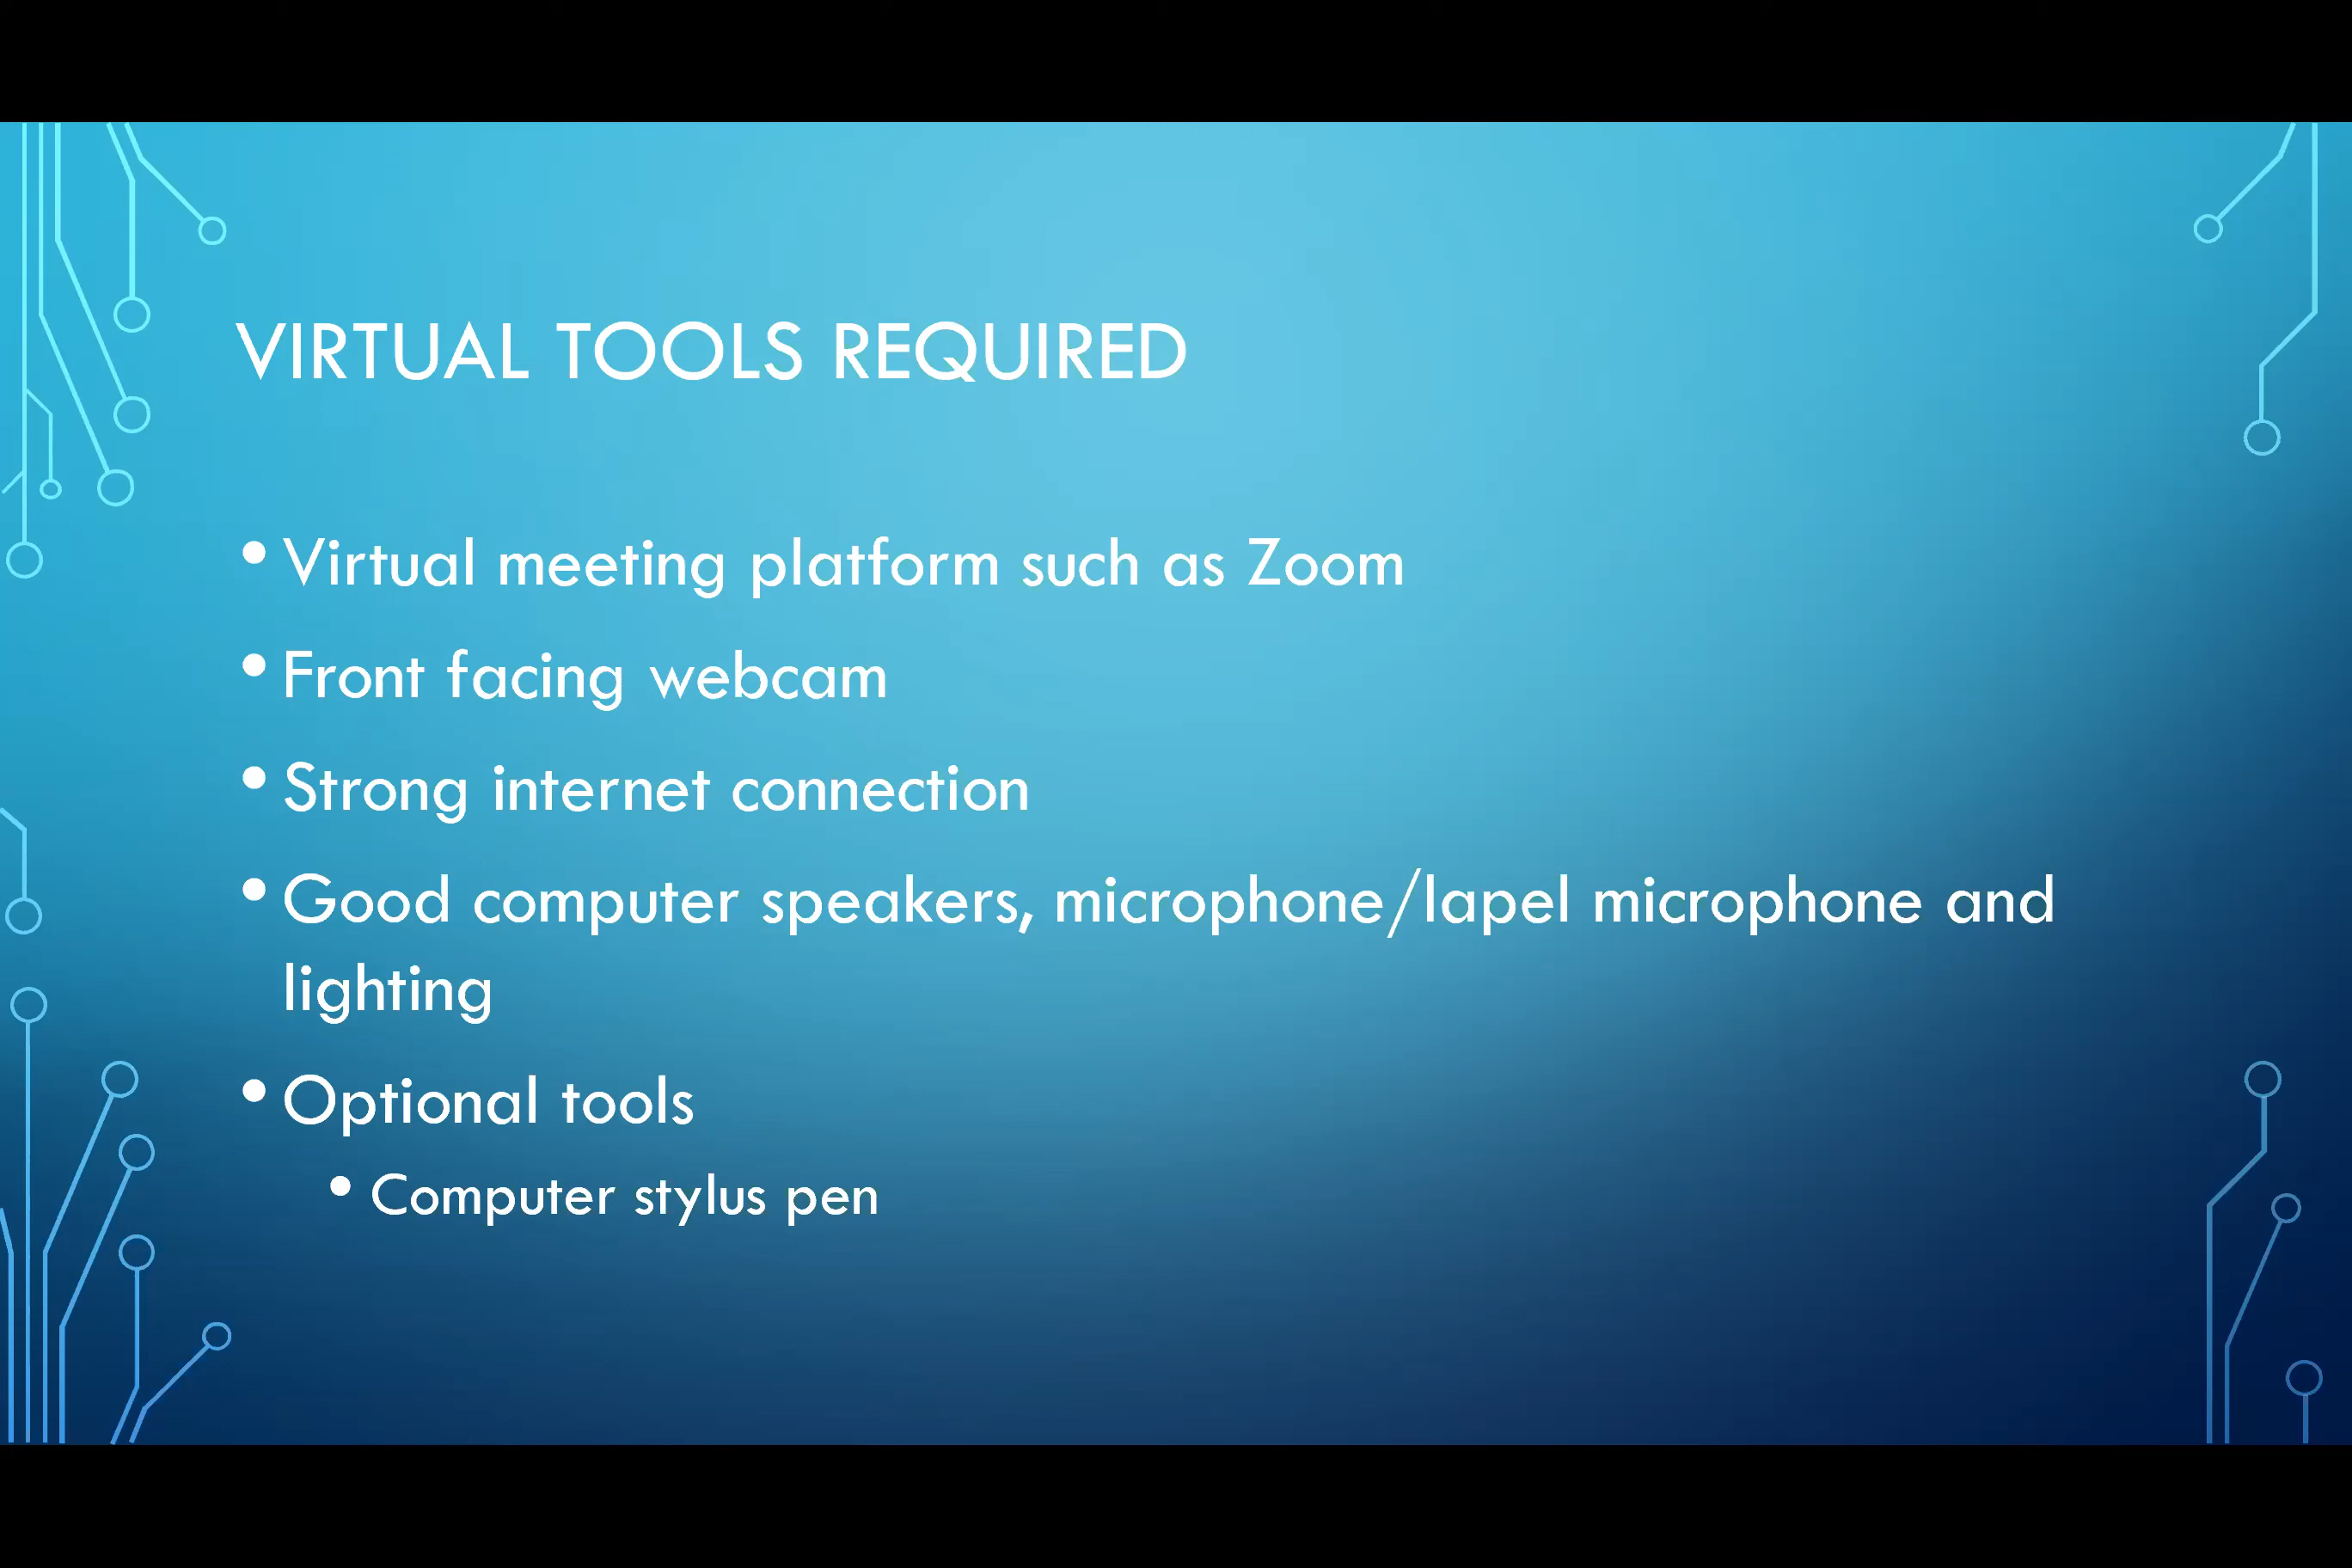 VIRTUAL TOOLS REQUIRED
• Virtual meeting platform such as Zoom
• Front facing webcam
• Strong internet connection
• Good computer speakers, microphone/lapel microphone and
lighting
• Optional tools
• Computer stylus pen